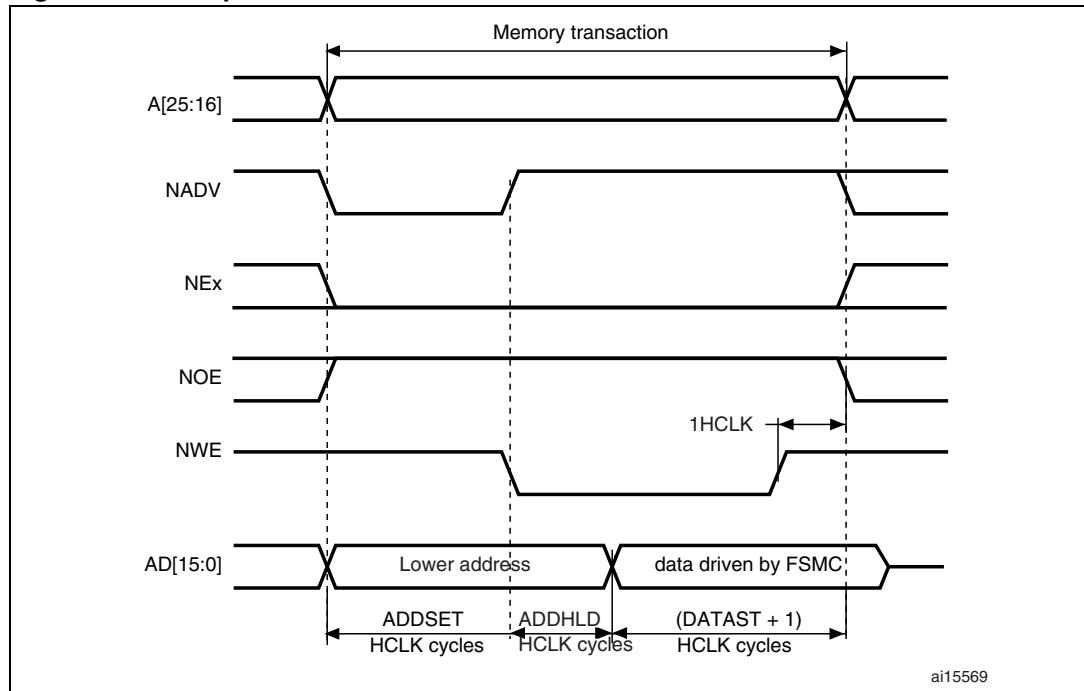 Memory transaction
A[25:16]
NADV
NEx
NOE
1HCLK
NWE
AD[15:0]
Lower address
data driven by FSMC
ADDSET
HCLK cycles
ADDHLD
HCLK cycles
(DATAST + 1)
HCLK cycles
ai15569